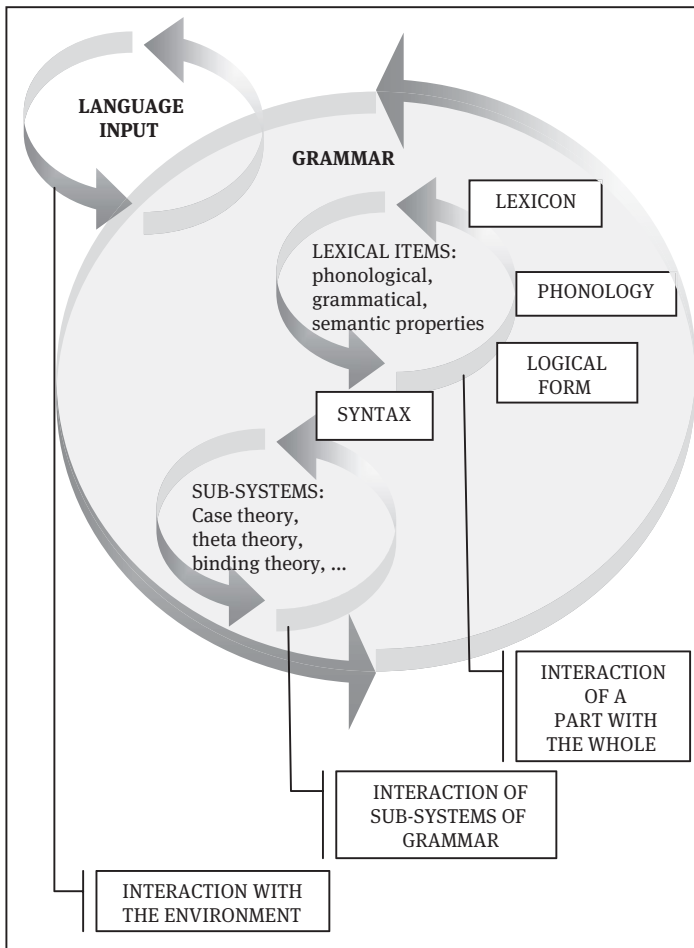 LANGUAGE
INPUT
GRAMMAR
LEXICON
LEXICAL ITEMS:
phonological,
grammatical,
semantic properties
PHONOLOGY
LOGICAL
FORM
SYNTAX
SUB-SYSTEMS:
Case theory,
theta theory,
binding theory, ...
INTERACTION
OF A
PART WITH
THE WHOLE
INTERACTION OF
SUB-SYSTEMS OF
GRAMMAR
INTERACTION WITH
THE ENVIRONMENT